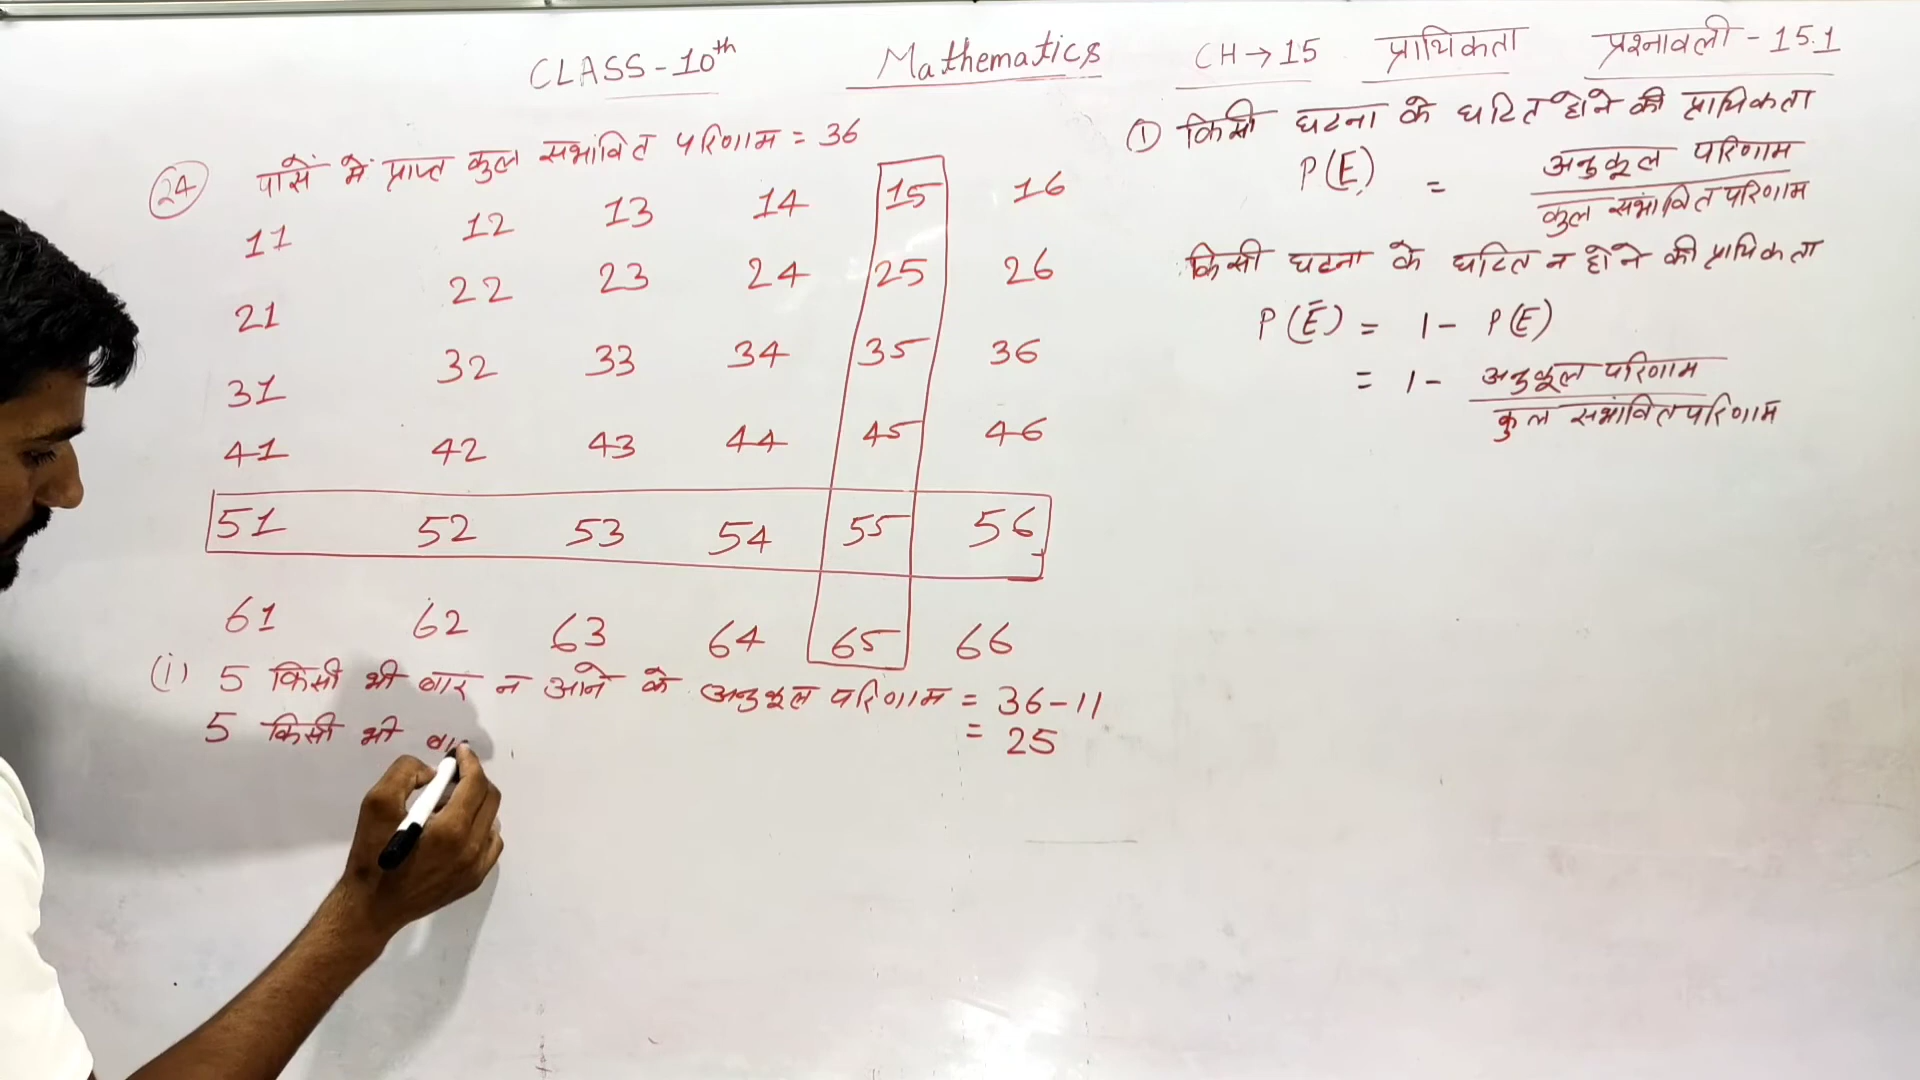 CLASS-10th Mathematics CH→15 प्रायिकता प्रश्नावली-15.1
24 पासें में प्राप्त कुल सभांवित परिणाम = 36
11 12 13 14 15 16
21 22 23 24 25 26
31 32 33 34 35 36
41 42 43 44 45 46
51 52 53 54 55 56
61 62 63 64 65 66
(i) 5 किसी भी बार न आने के अनुकूल परिणाम = 36-11
= 25
5 किसी भी बा
① किसी घटना के घटित होने की प्रायिकता
P(E) = अनुकूल परिणाम
कुल सभांवित परिणाम
किसी घटना के घटित न होने की प्रायिकता
P(Ē) = 1 - P(E)
= 1 - अनुकूल परिणाम
कुल सभांवित परिणाम